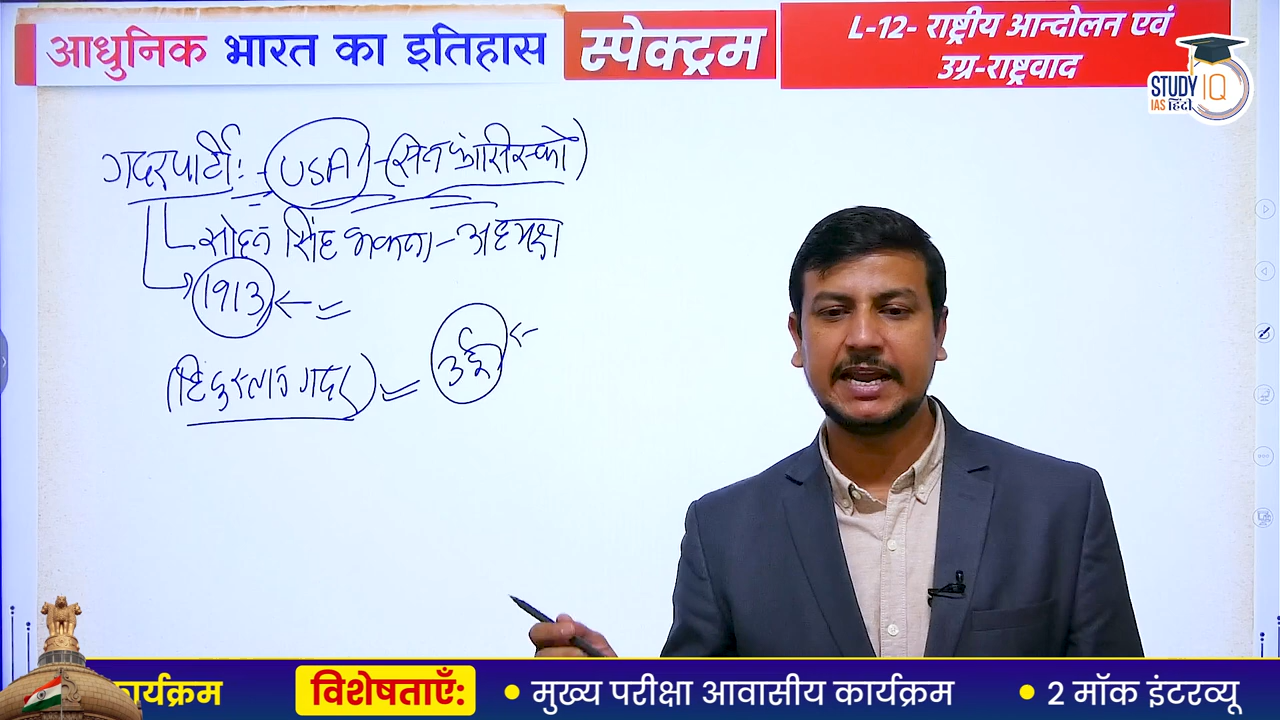 आधुनिक भारत का इतिहास
स्पेक्ट्रम
L-12- राष्ट्रीय आन्दोलन एवं
उग्र-राष्ट्रवाद
STUDY IQ
IAS हिंदी
गदर पार्टी :- USA - (सेन फ्रांसिस्को)
सोहन सिंह भकना - अध्यक्ष
1913
(हिन्दुस्तान गदर) = उर्दू
कार्यक्रम
विशेषताएँ:
• मुख्य परीक्षा आवासीय कार्यक्रम
• 2 मॉक इंटरव्यू